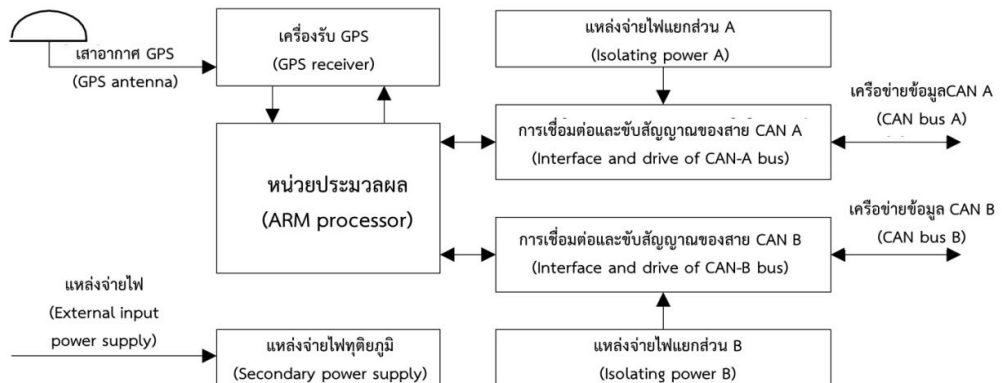 เสาอากาศ GPS
(GPS antenna)
เครื่องรับ GPS
(GPS receiver)
แหล่งจ่ายไฟแยกส่วน A
(Isolating power A)
หน่วยประมวลผล
(ARM processor)
การเชื่อมต่อและขับสัญญาณของสาย CAN A
(Interface and drive of CAN-A bus)
เครือข่ายข้อมูลCAN A
(CAN bus A)
การเชื่อมต่อและขับสัญญาณของสาย CAN B
(Interface and drive of CAN-B bus)
เครือข่ายข้อมูล CAN B
(CAN bus B)
แหล่งจ่ายไฟ
(External input
power supply)
แหล่งจ่ายไฟทุติยภูมิ
(Secondary power supply)
แหล่งจ่ายไฟแยกส่วน B
(Isolating power B)